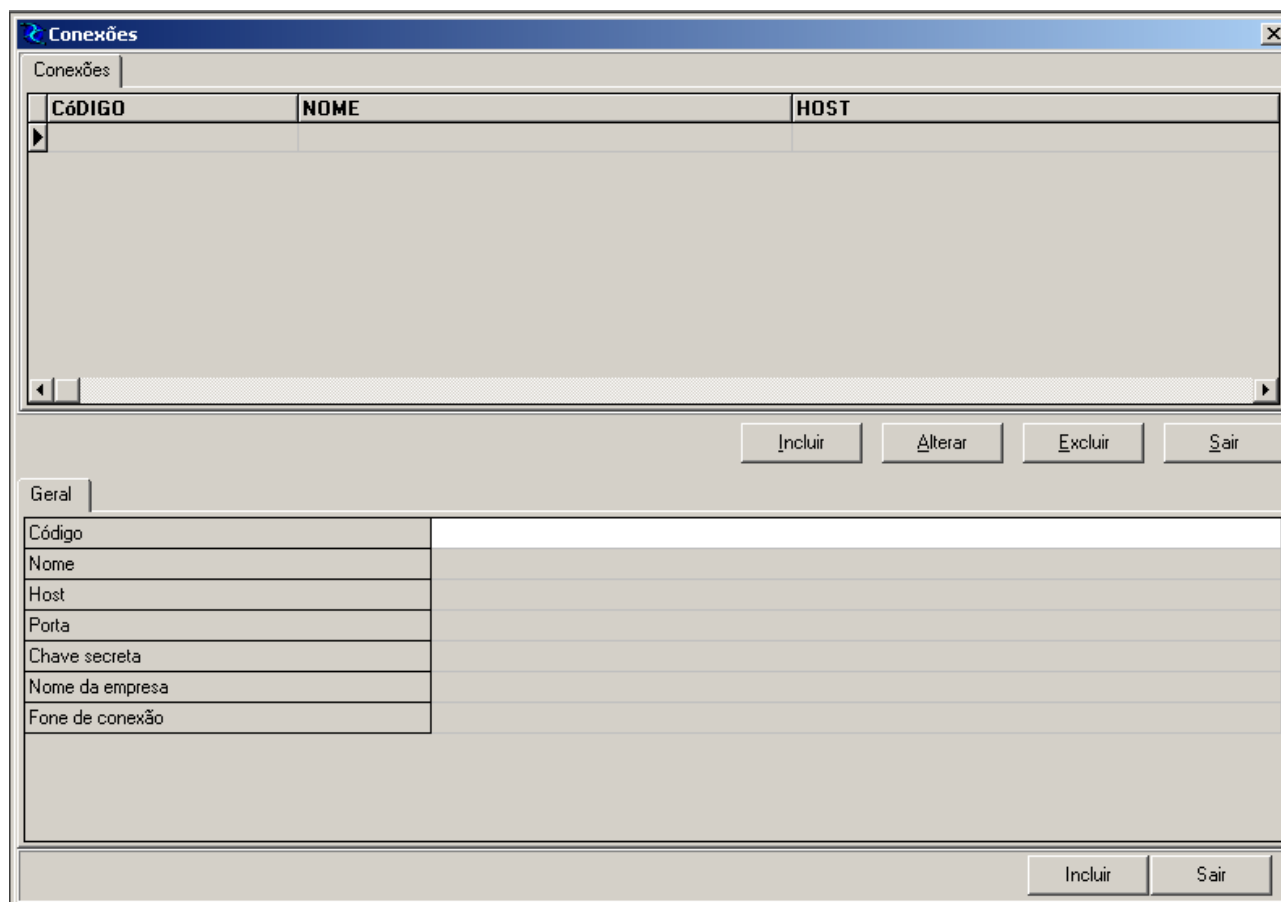 Conexões
Conexões
CóDIGO NOME HOST
Incluir Alterar Excluir Sair
Geral
Código
Nome
Host
Porta
Chave secreta
Nome da empresa
Fone de conexão
Incluir Sair